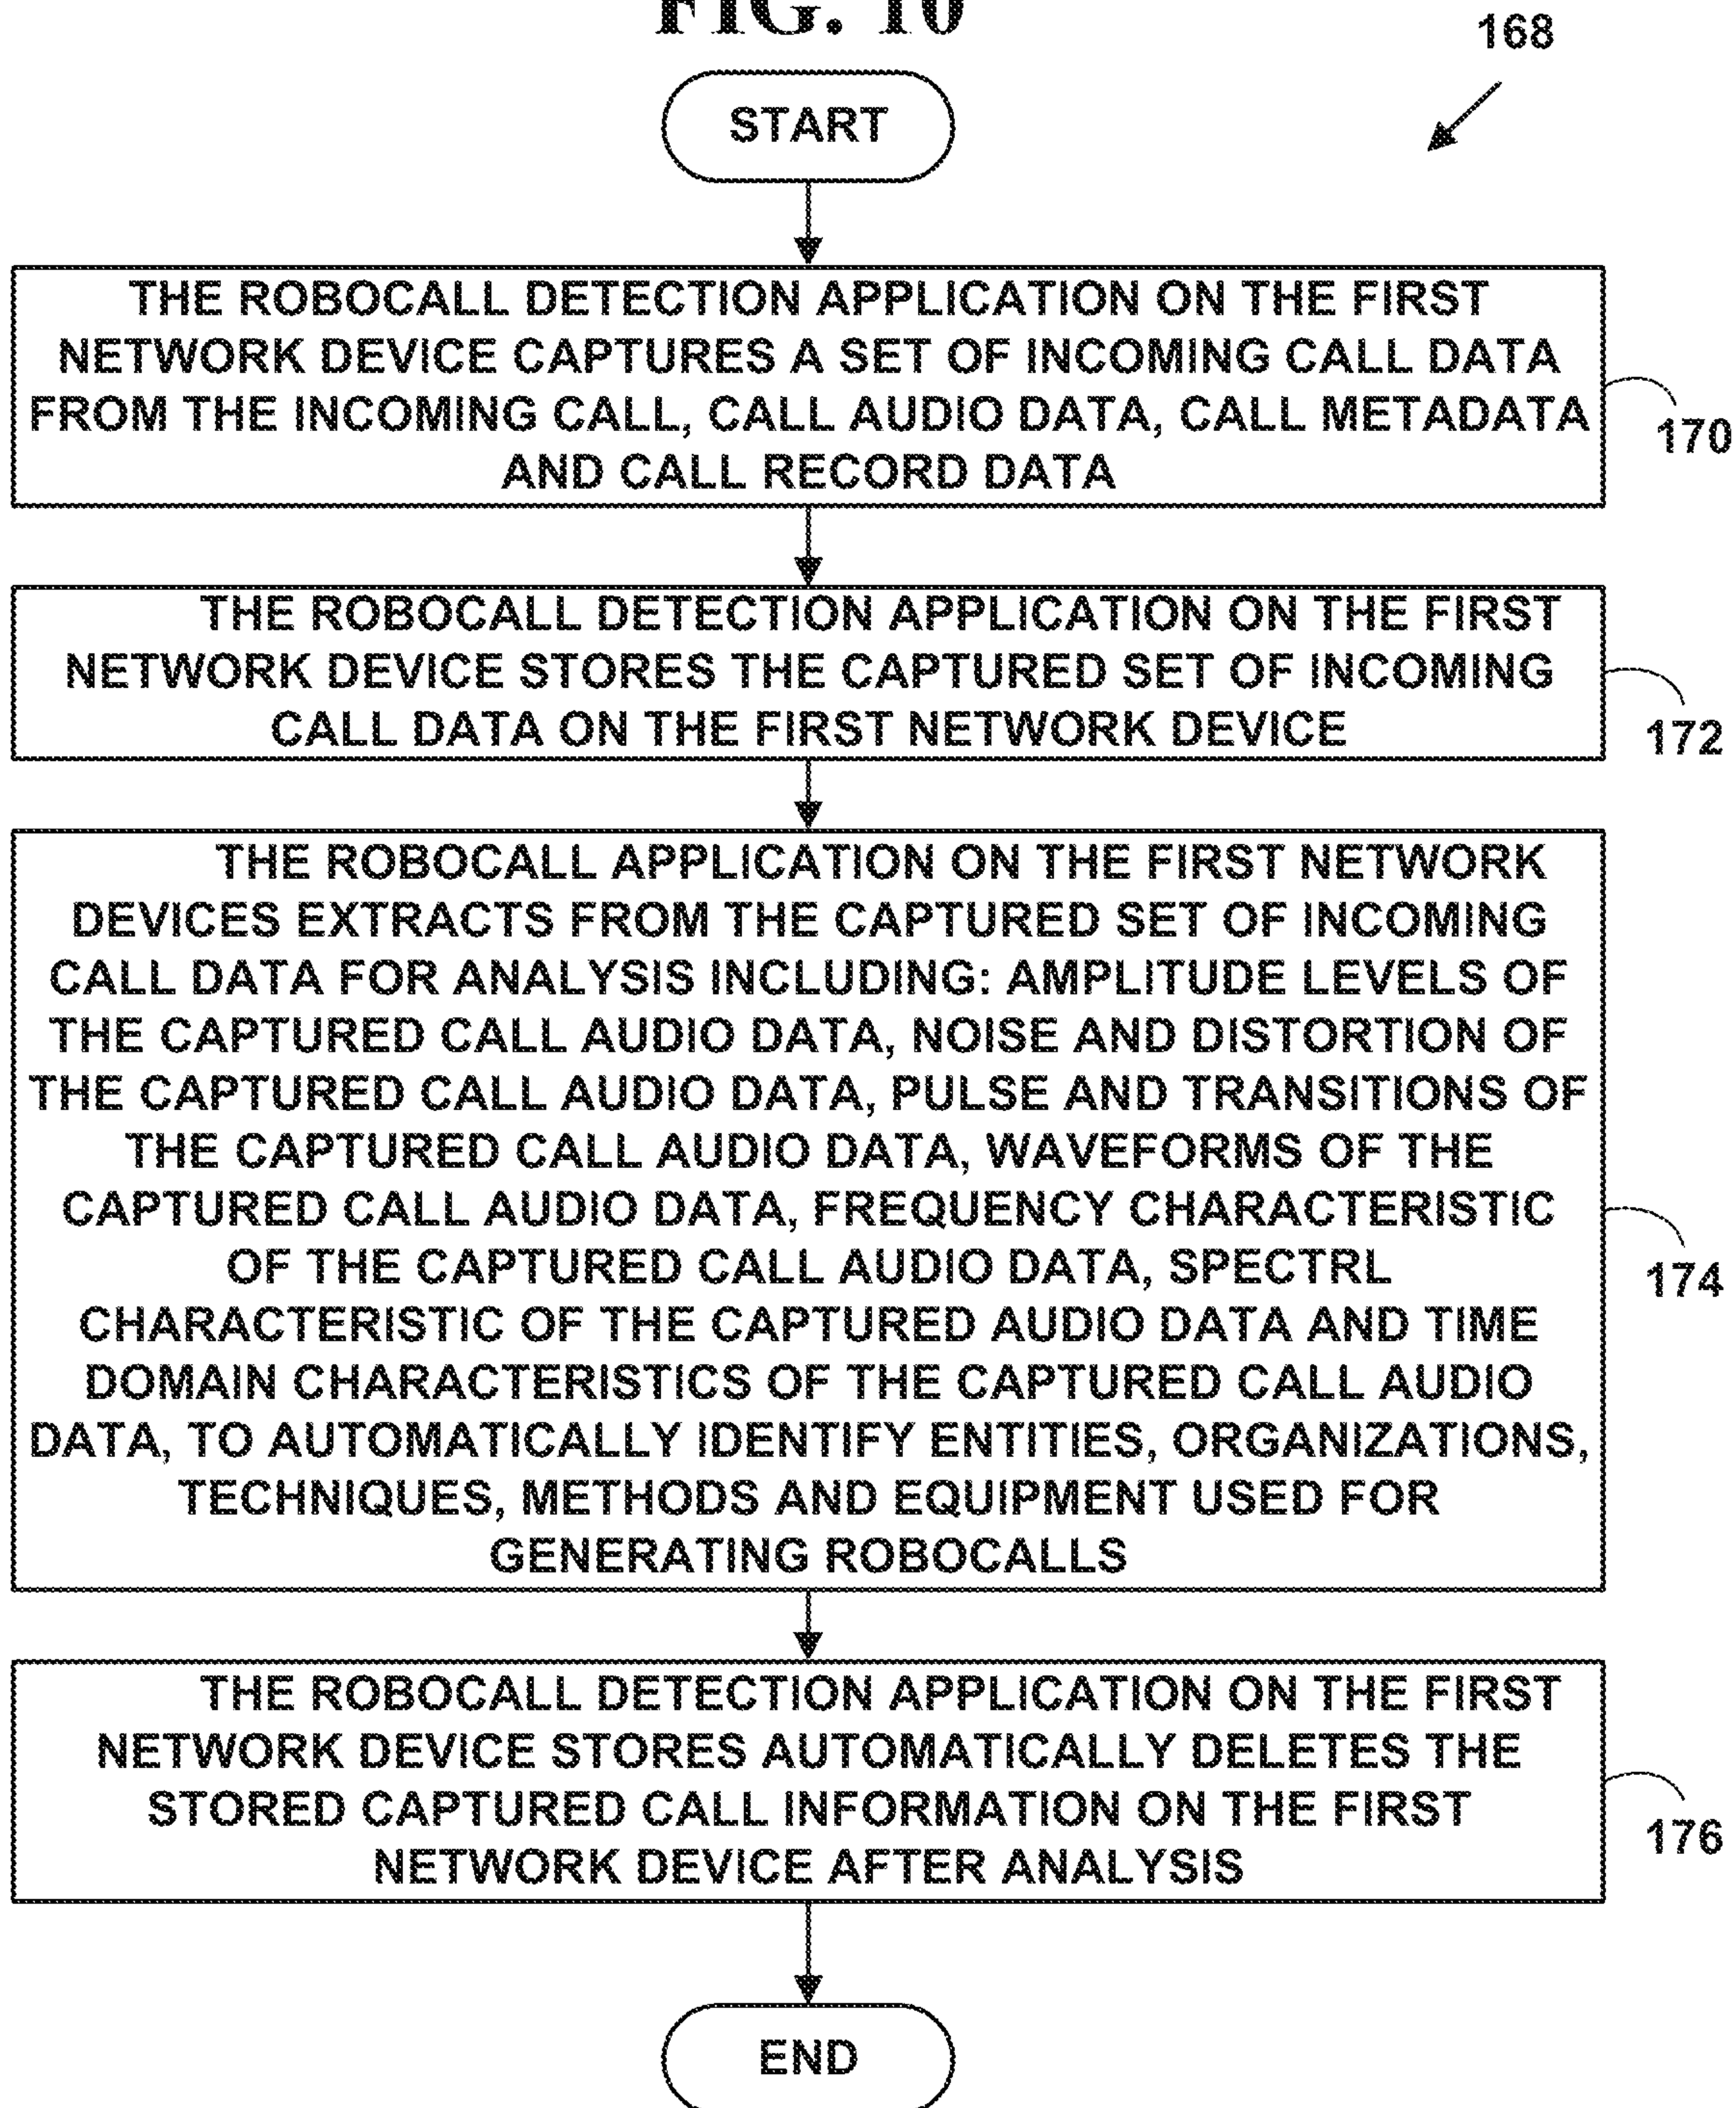 FIG. 10
168
START
THE ROBOCALL DETECTION APPLICATION ON THE FIRST
NETWORK DEVICE CAPTURES A SET OF INCOMING CALL DATA
FROM THE INCOMING CALL, CALL AUDIO DATA, CALL METADATA
AND CALL RECORD DATA
170
THE ROBOCALL DETECTION APPLICATION ON THE FIRST
NETWORK DEVICE STORES THE CAPTURED SET OF INCOMING
CALL DATA ON THE FIRST NETWORK DEVICE
172
THE ROBOCALL APPLICATION ON THE FIRST NETWORK
DEVICES EXTRACTS FROM THE CAPTURED SET OF INCOMING
CALL DATA FOR ANALYSIS INCLUDING: AMPLITUDE LEVELS OF
THE CAPTURED CALL AUDIO DATA, NOISE AND DISTORTION OF
THE CAPTURED CALL AUDIO DATA, PULSE AND TRANSITIONS OF
THE CAPTURED CALL AUDIO DATA, WAVEFORMS OF THE
CAPTURED CALL AUDIO DATA, FREQUENCY CHARACTERISTIC
OF THE CAPTURED CALL AUDIO DATA, SPECTRL
CHARACTERISTIC OF THE CAPTURED AUDIO DATA AND TIME
DOMAIN CHARACTERISTICS OF THE CAPTURED CALL AUDIO
DATA, TO AUTOMATICALLY IDENTIFY ENTITIES, ORGANIZATIONS,
TECHNIQUES, METHODS AND EQUIPMENT USED FOR
GENERATING ROBOCALLS
174
THE ROBOCALL DETECTION APPLICATION ON THE FIRST
NETWORK DEVICE STORES AUTOMATICALLY DELETES THE
STORED CAPTURED CALL INFORMATION ON THE FIRST
NETWORK DEVICE AFTER ANALYSIS
176
END